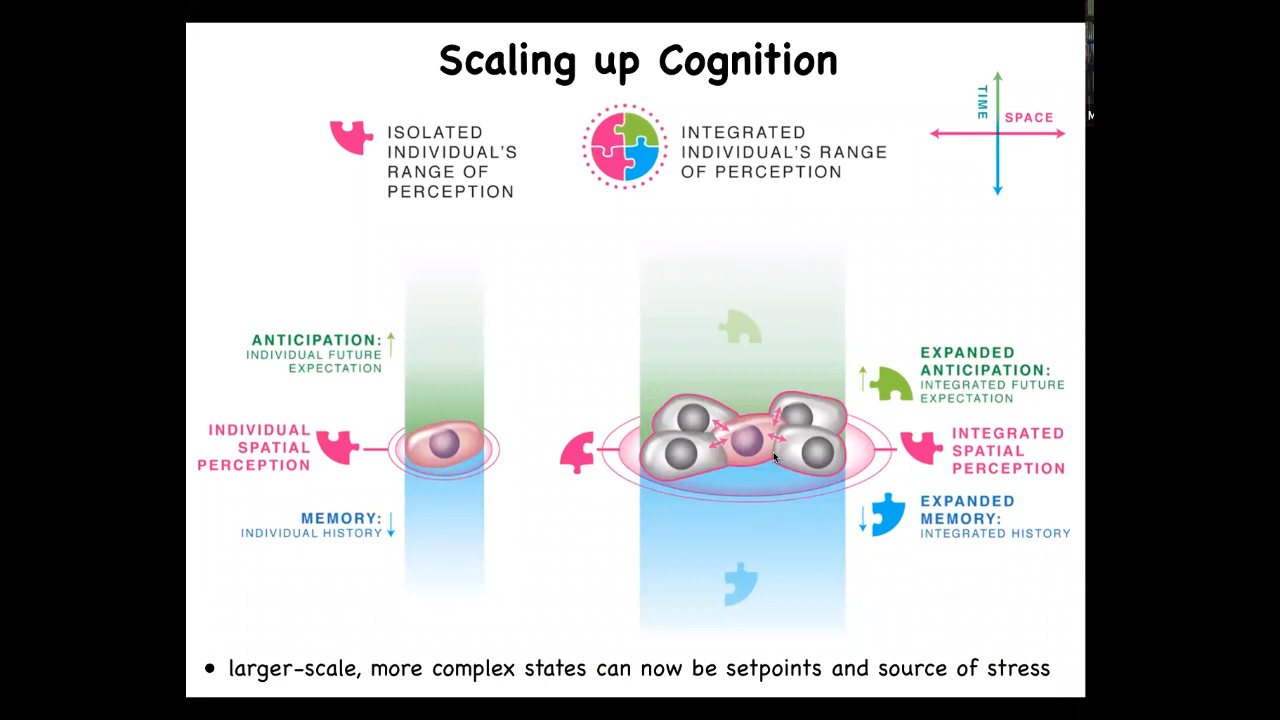 Scaling up Cognition
ISOLATED
INDIVIDUAL'S
RANGE OF
PERCEPTION
INTEGRATED
INDIVIDUAL'S RANGE
OF PERCEPTION
TIME
SPACE
M
ANTICIPATION:
INDIVIDUAL FUTURE
EXPECTATION
INDIVIDUAL
SPATIAL
PERCEPTION
MEMORY:
INDIVIDUAL HISTORY
EXPANDED
ANTICIPATION:
INTEGRATED FUTURE
EXPECTATION
INTEGRATED
SPATIAL
PERCEPTION
EXPANDED
MEMORY:
INTEGRATED HISTORY
• larger-scale, more complex states can now be setpoints and source of stress